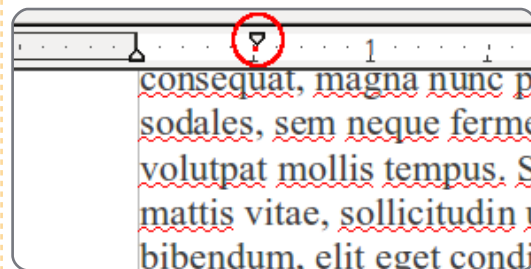 1
consequat, magna nunc p
sodales, sem neque ferme
volutpat mollis tempus. S
mattis vitae, sollicitudin u
bibendum, elit eget condi